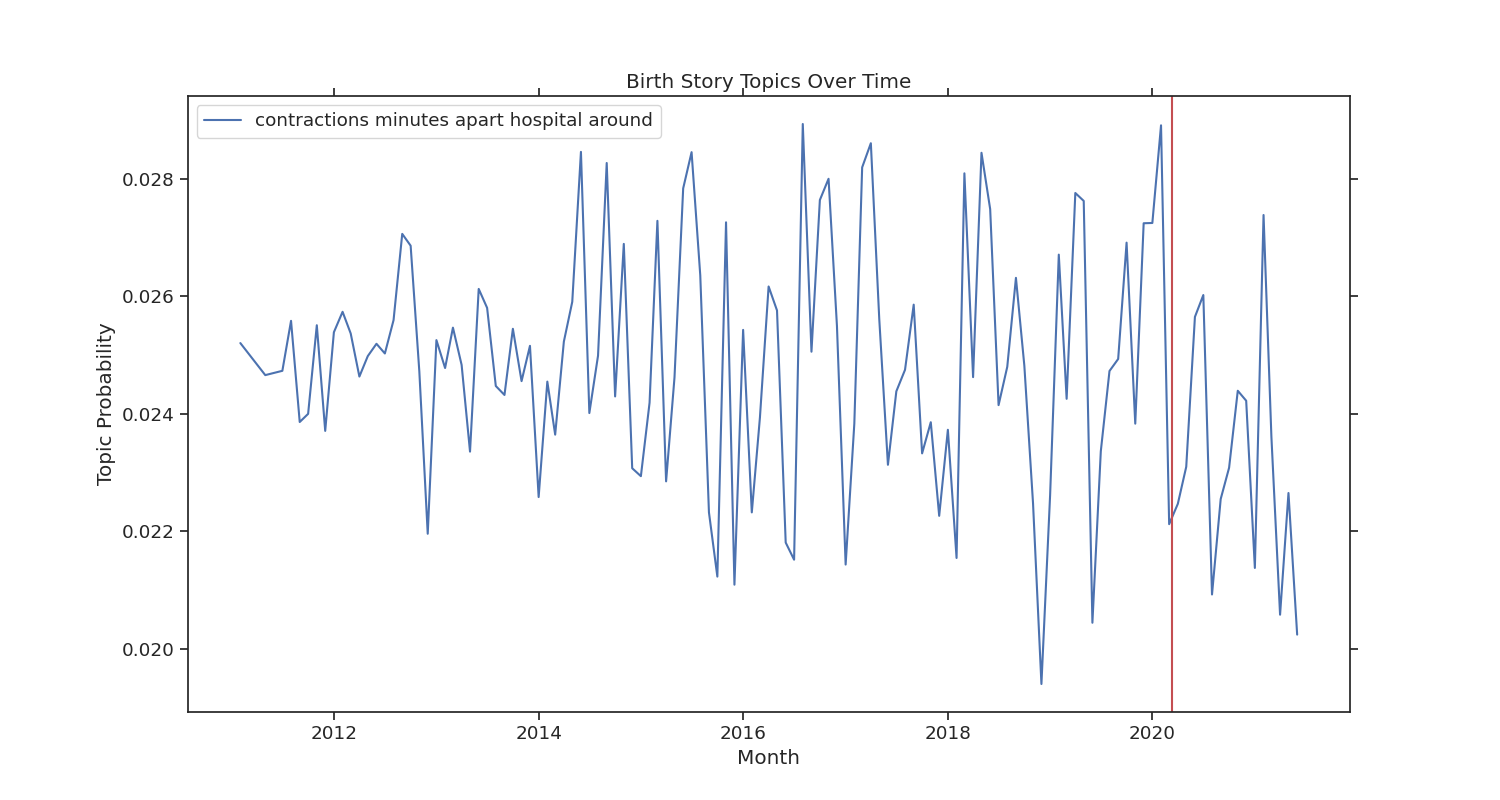 Birth Story Topics Over Time
contractions minutes apart hospital around
Topic Probability
0.028
0.026
0.024
0.022
0.020
2012 2014 2016 2018 2020
Month